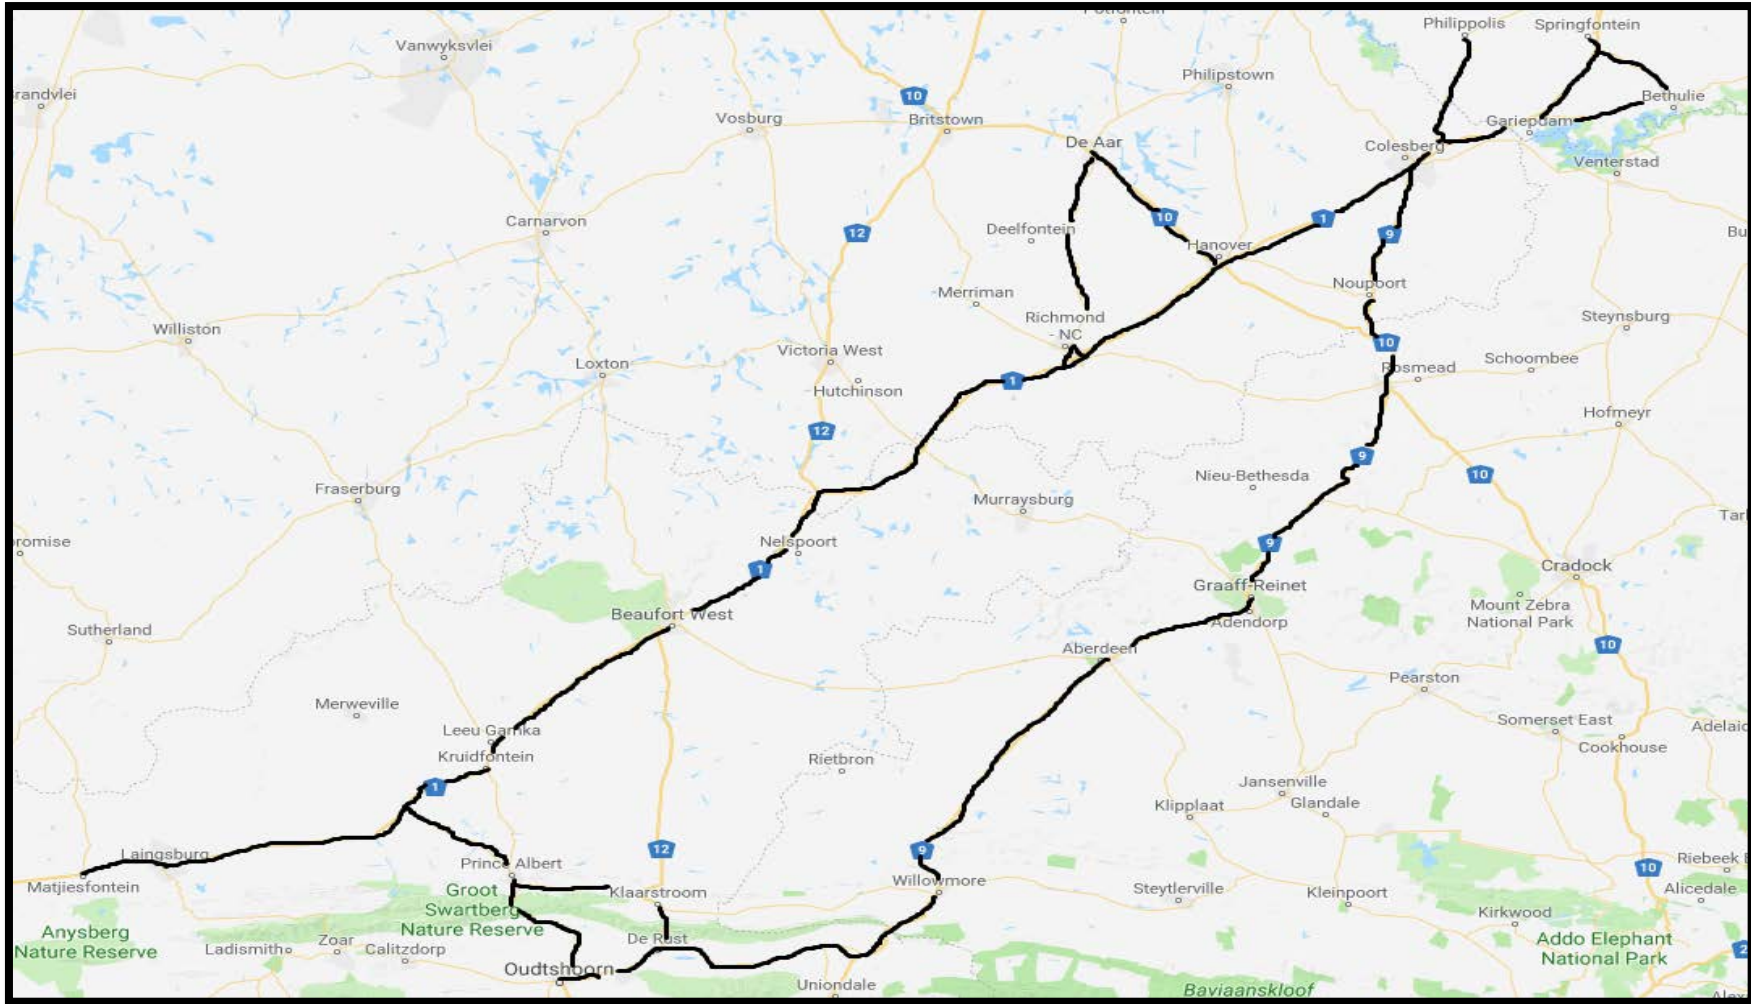 Philippolis
Springfontein
Vanwyksvlei
Philipstown
10
Bethulie
Vosburg
Britstown
Gariepdam
De Aar
Colesberg
Venterstad
Carnarvon
10
1
Deelfontein
12
9
Hanover
Noupoort
Merriman
Richmond
- NC
Steynsburg
Williston
10
Victoria West
Schoombee
Loxton
Rosmead
1
Hutchinson
Hofmeyr
12
9
10
Nieu-Bethesda
Fraserburg
Murraysburg
Nelspoort
9
1
Cradock
Graaff-Reinet
Mount Zebra
National Park
Beaufort West
Adendorp
Sutherland
10
Aberdeen
Pearston
Merweville
Somerset East
Leeu Gamka
Cookhouse
Kruidfontein
Rietbron
Jansenville
1
Klipplaat
Glandale
12
9
Laingsburg
Prince Albert
10
Matjiesfontein
Groot
Swartberg
Nature Reserve
Klaarstroom
Willowmore
Steytlerville
Kleinpoort
Alicedale
Kirkwood
Anysberg
Nature Reserve
Ladismith
Zoar
Calitzdorp
De Rust
Addo Elephant
National Park
Oudtshoorn
Uniondale
Baviaanskloof